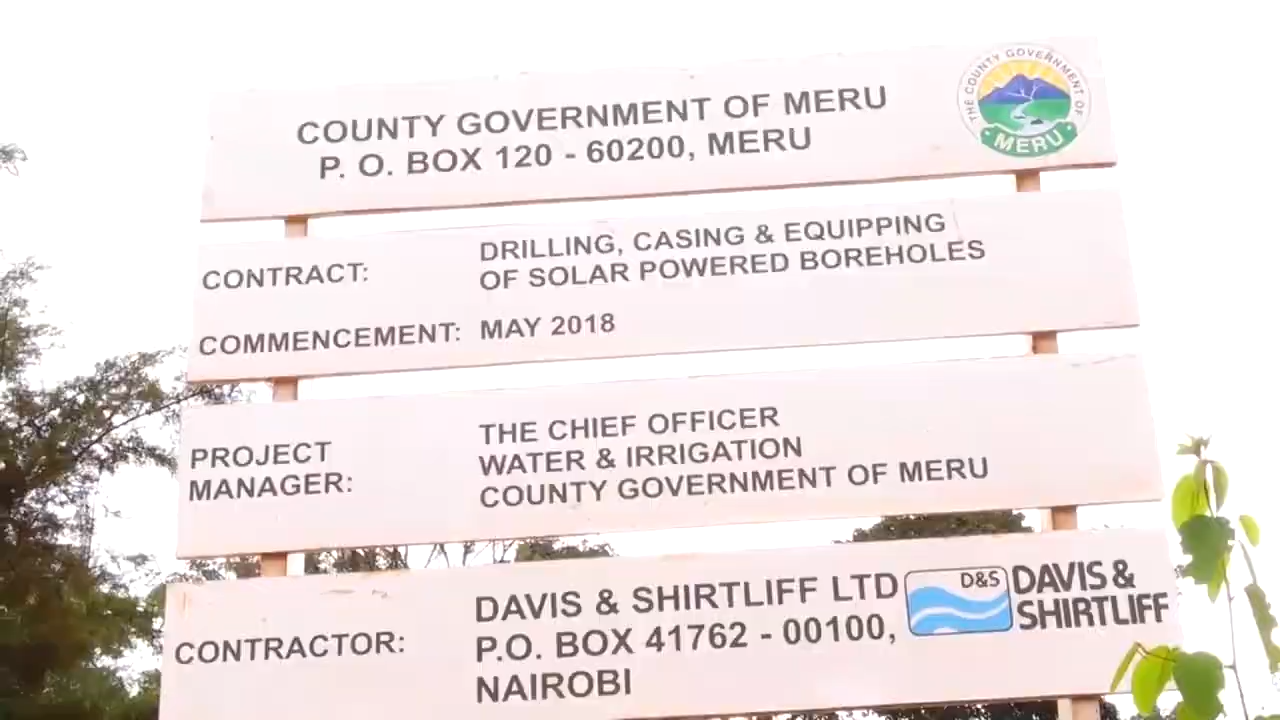 COUNTY GOVERNMENT OF MERU
P. O. BOX 120 - 60200, MERU
THE COUNTY GOVERNMENT OF
MERU
CONTRACT:
DRILLING, CASING & EQUIPPING
OF SOLAR POWERED BOREHOLES
COMMENCEMENT: MAY 2018
PROJECT
MANAGER:
THE CHIEF OFFICER
WATER & IRRIGATION
COUNTY GOVERNMENT OF MERU
CONTRACTOR:
DAVIS & SHIRTLIFF LTD
P.O. BOX 41762 - 00100,
NAIROBI
D&S
DAVIS &
SHIRTLIFF